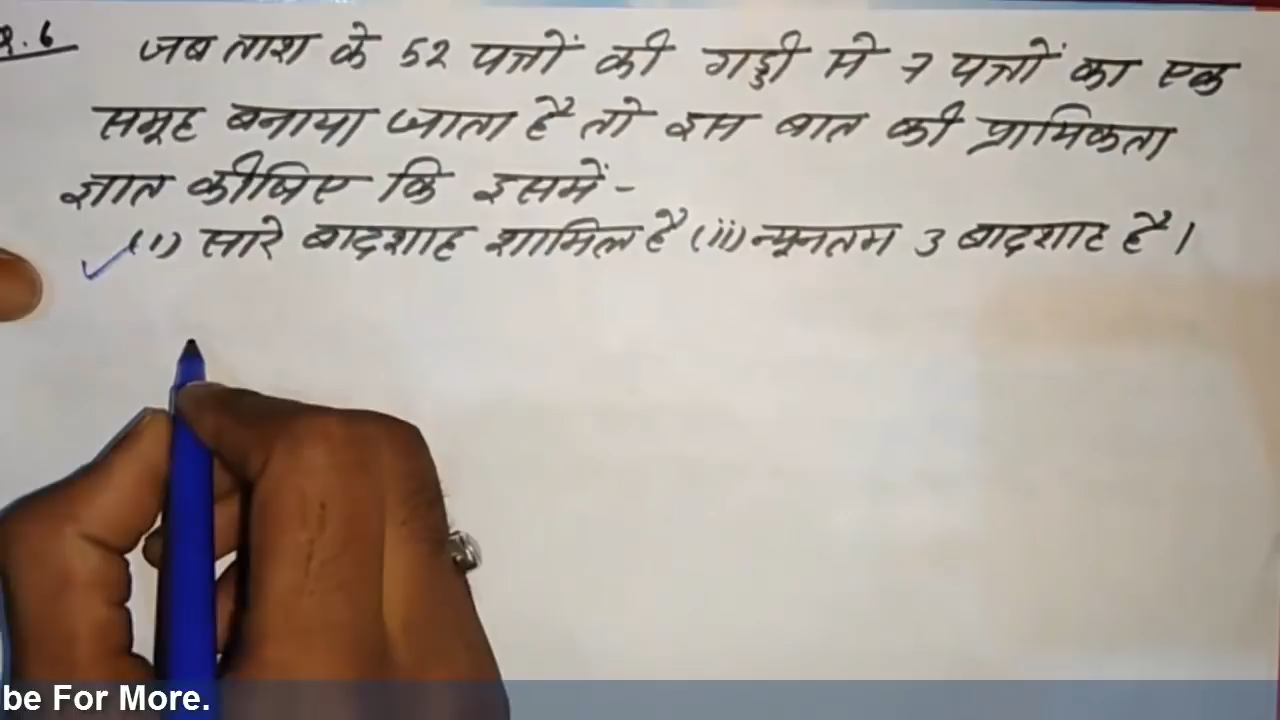 Q.6 जब ताश के 52 पत्तों की गड्डी से 7 पत्तों का एक
समूह बनाया जाता है तो इस बात की प्रायिकता
ज्ञात कीजिए कि इसमें -
(i) सारे बादशाह शामिल है (ii) न्यूनतम 3 बादशाह है।
be For More.